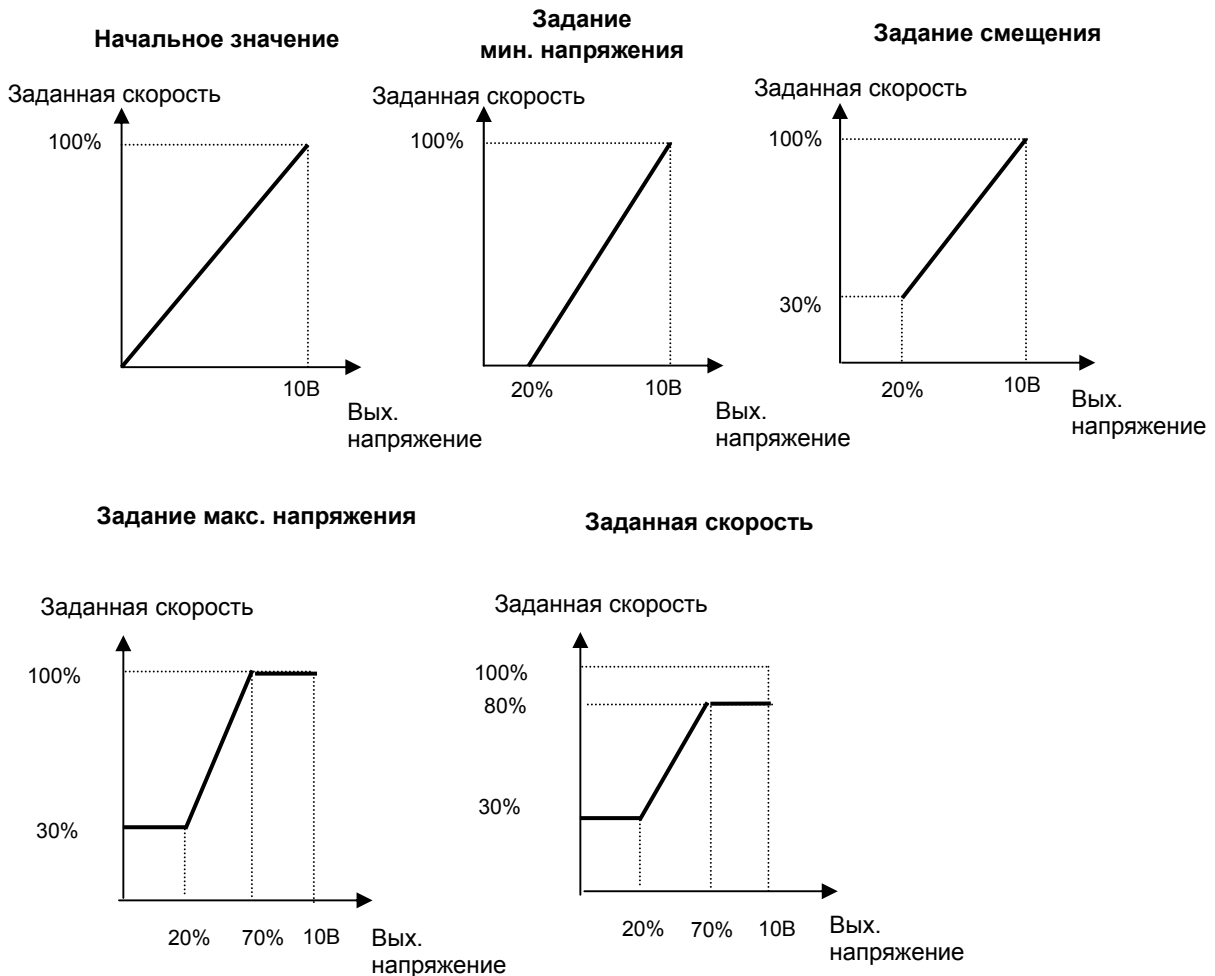 Начальное значение
Заданная скорость
100%
10В
Вых.
напряжение
Задание
мин. напряжения
Заданная скорость
100%
20%
10В
Вых.
напряжение
Задание смещения
Заданная скорость
100%
30%
20%
10В
Вых.
напряжение
Задание макс. напряжения
Заданная скорость
100%
30%
20%
70%
10В
Вых.
напряжение
Заданная скорость
Заданная скорость
100%
80%
30%
20%
70%
10В
Вых.
напряжение